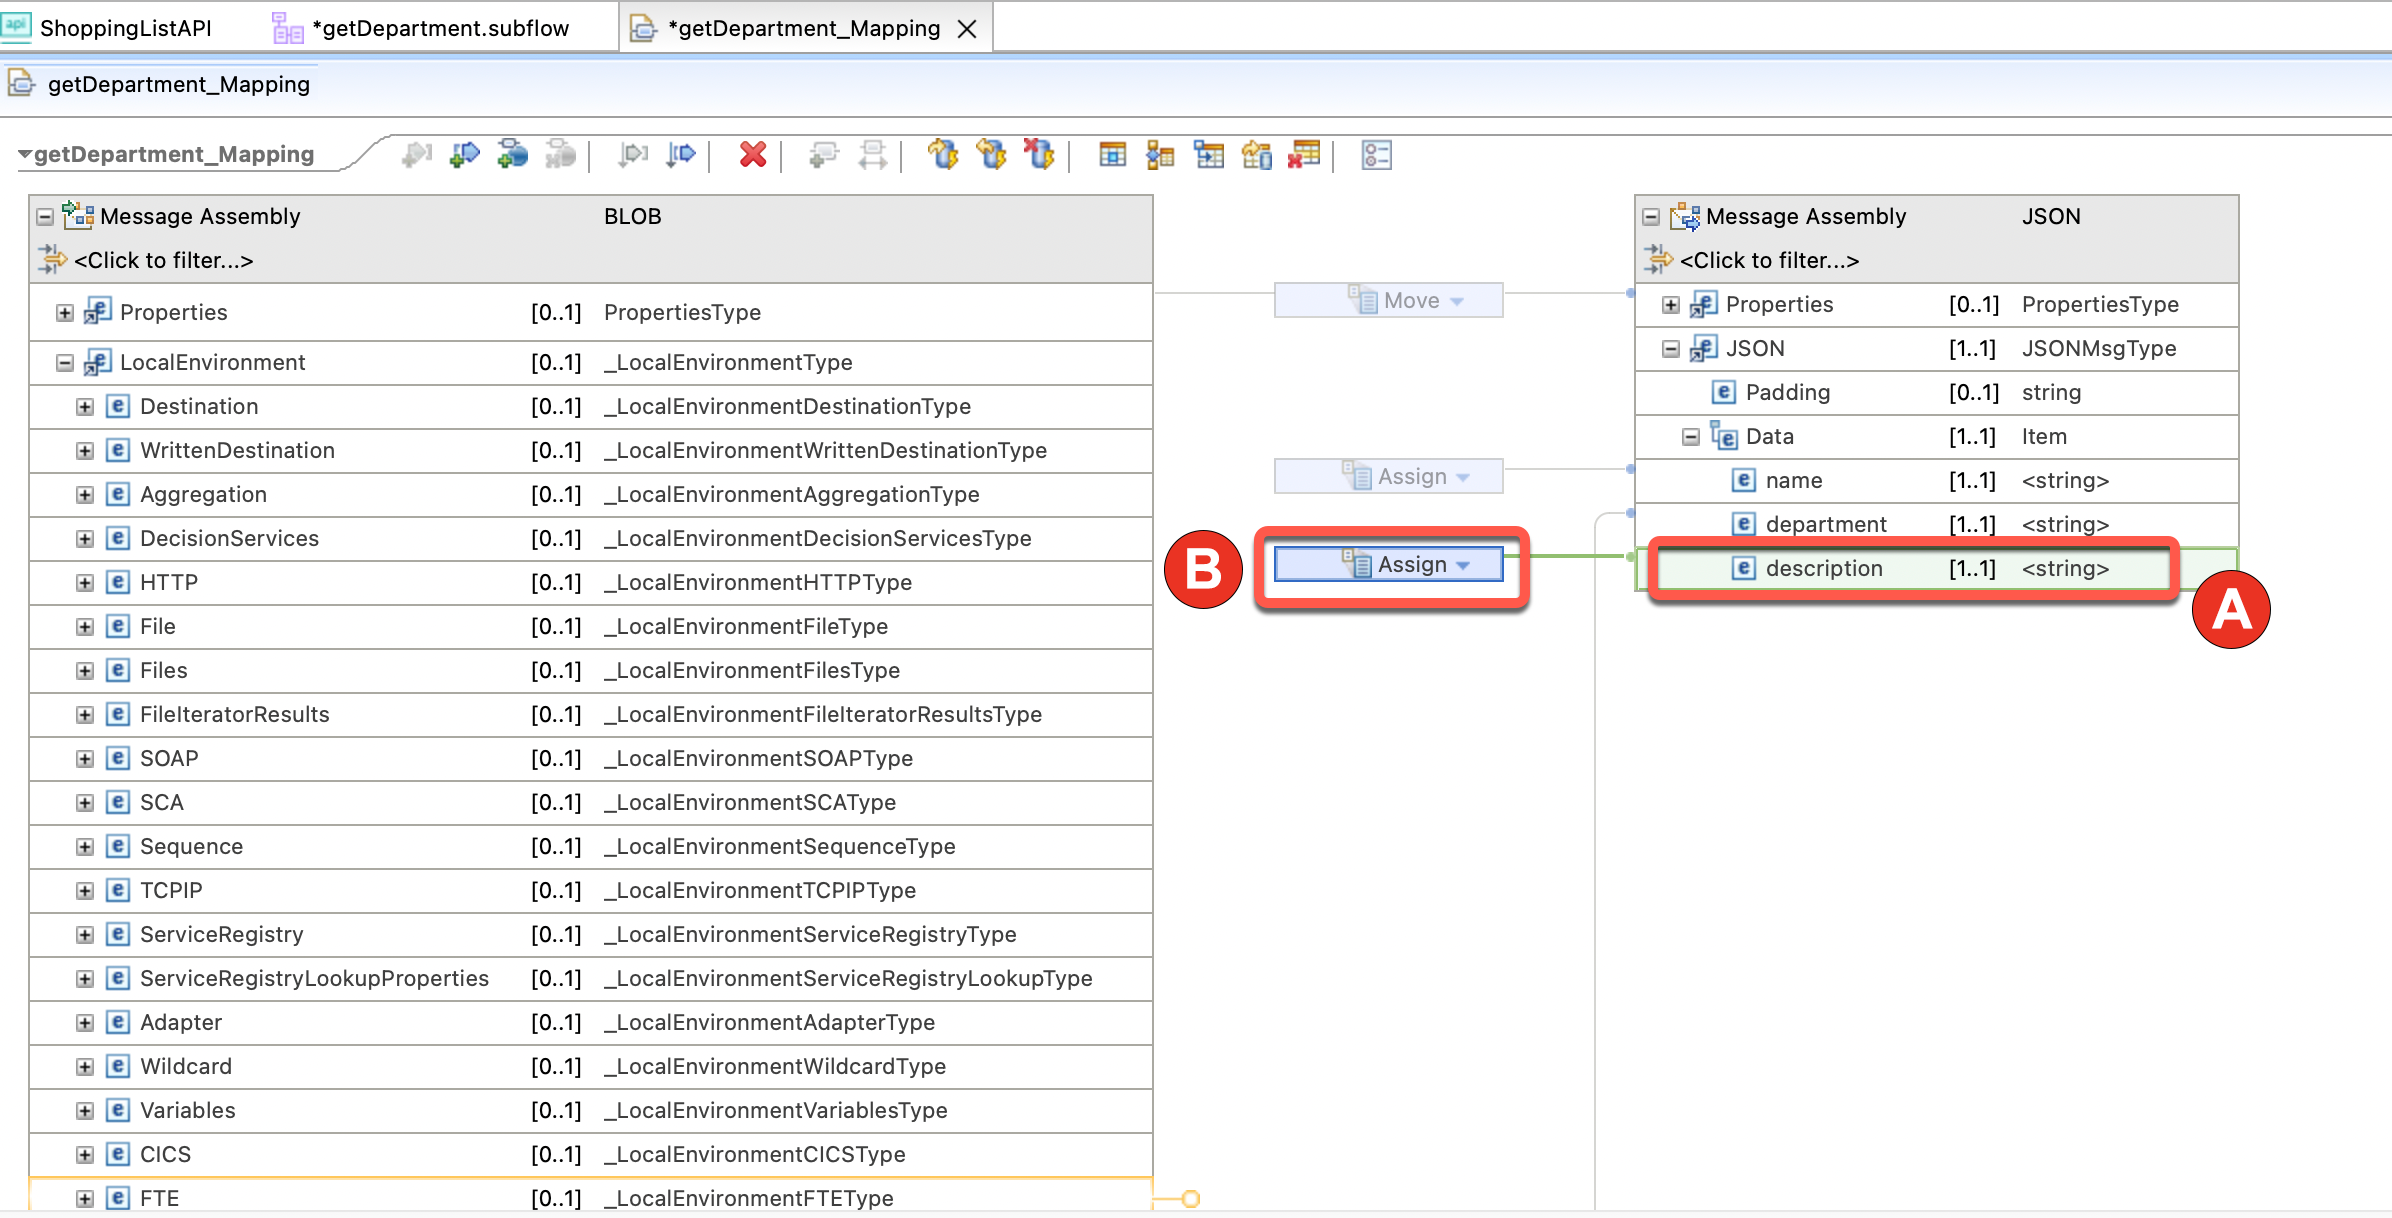 ShoppingListAPI *getDepartment.subflow *getDepartment_Mapping
getDepartment_Mapping
getDepartment_Mapping
Message Assembly BLOB
<Click to filter...>
Properties [0..1] PropertiesType
LocalEnvironment [0..1] _LocalEnvironmentType
Destination [0..1] _LocalEnvironmentDestinationType
WrittenDestination [0..1] _LocalEnvironmentWrittenDestinationType
Aggregation [0..1] _LocalEnvironmentAggregationType
DecisionServices [0..1] _LocalEnvironmentDecisionServicesType
HTTP [0..1] _LocalEnvironmentHTTPType
File [0..1] _LocalEnvironmentFileType
Files [0..1] _LocalEnvironmentFilesType
FileIteratorResults [0..1] _LocalEnvironmentFileIteratorResultsType
SOAP [0..1] _LocalEnvironmentSOAPType
SCA [0..1] _LocalEnvironmentSCAType
Sequence [0..1] _LocalEnvironmentSequenceType
TCPIP [0..1] _LocalEnvironmentTCPIPType
ServiceRegistry [0..1] _LocalEnvironmentServiceRegistryType
ServiceRegistryLookupProperties [0..1] _LocalEnvironmentServiceRegistryLookupType
Adapter [0..1] _LocalEnvironmentAdapterType
Wildcard [0..1] _LocalEnvironmentWildcardType
Variables [0..1] _LocalEnvironmentVariablesType
CICS [0..1] _LocalEnvironmentCICSType
FTE [0..1] _LocalEnvironmentFTEType
Move
Assign
B
Assign
Message Assembly JSON
<Click to filter...>
Properties [0..1] PropertiesType
JSON [1..1] JSONMsgType
Padding [0..1] string
Data [1..1] Item
name [1..1] <string>
department [1..1] <string>
description [1..1] <string>
A